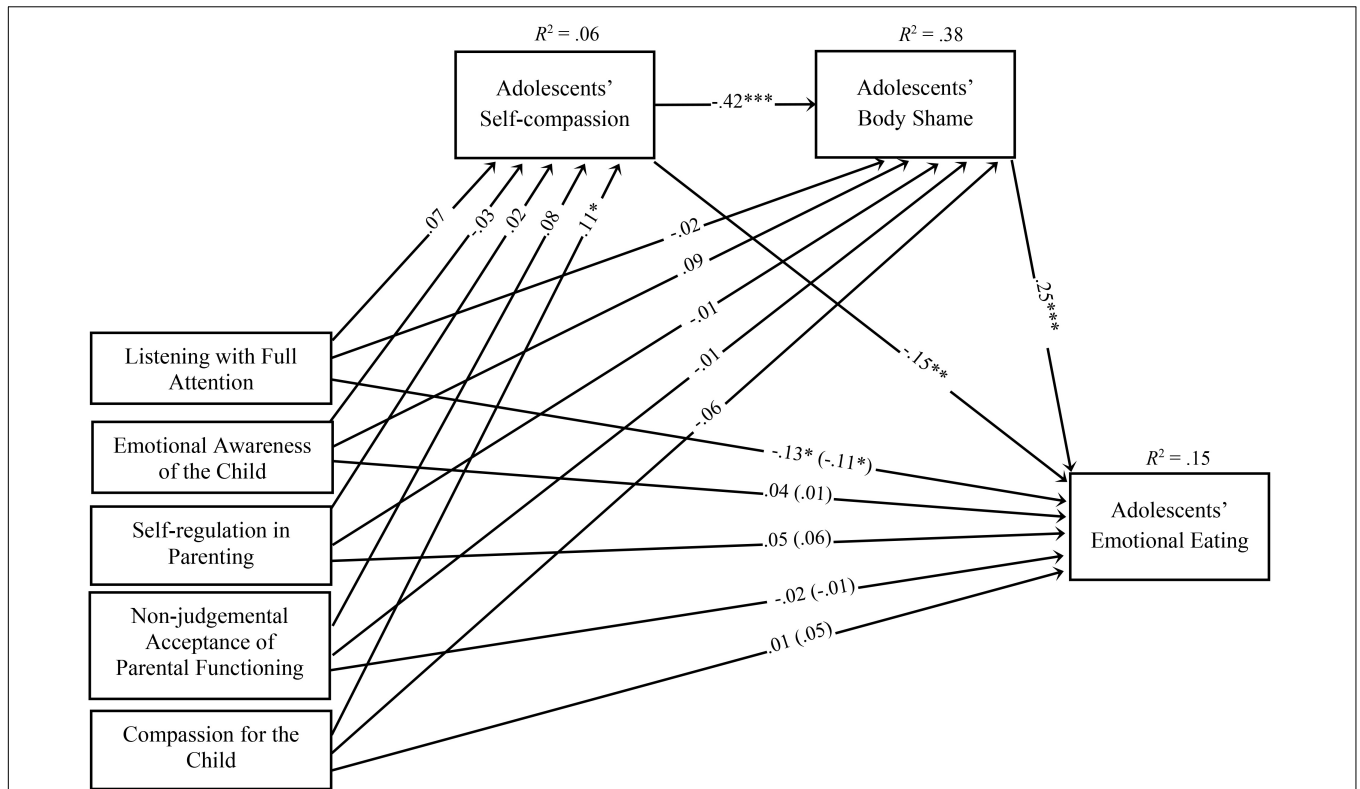 R² = .06
R² = .38
Adolescents’
Self-compassion
-.42***
Adolescents’
Body Shame
.07
-.03
.02
.08
.11*
-.02
.09
-.01
-.01
-.06
-.15**
.25***
Listening with Full
Attention
Emotional Awareness
of the Child
Self-regulation in
Parenting
Non-judgemental
Acceptance of
Parental Functioning
Compassion for the
Child
-.13* (-.11*)
.04 (.01)
.05 (.06)
-.02 (-.01)
.01 (.05)
R² = .15
Adolescents’
Emotional Eating